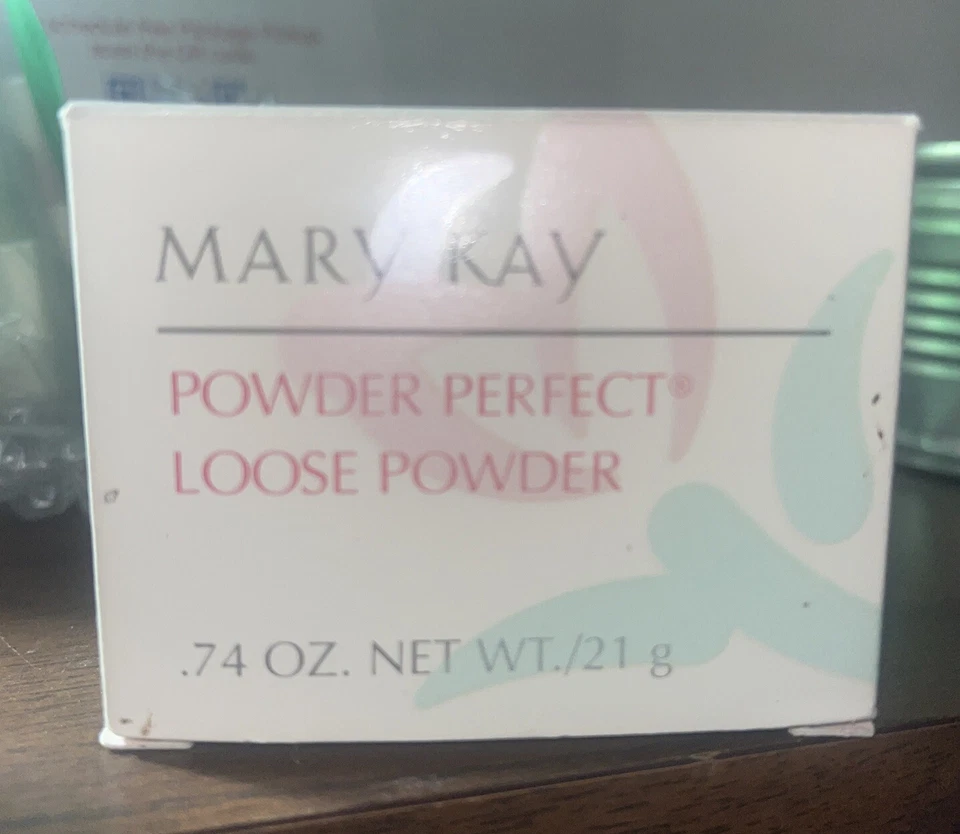 MARY KAY
POWDER PERFECT®
LOOSE POWDER
.74 OZ. NET WT./21 g